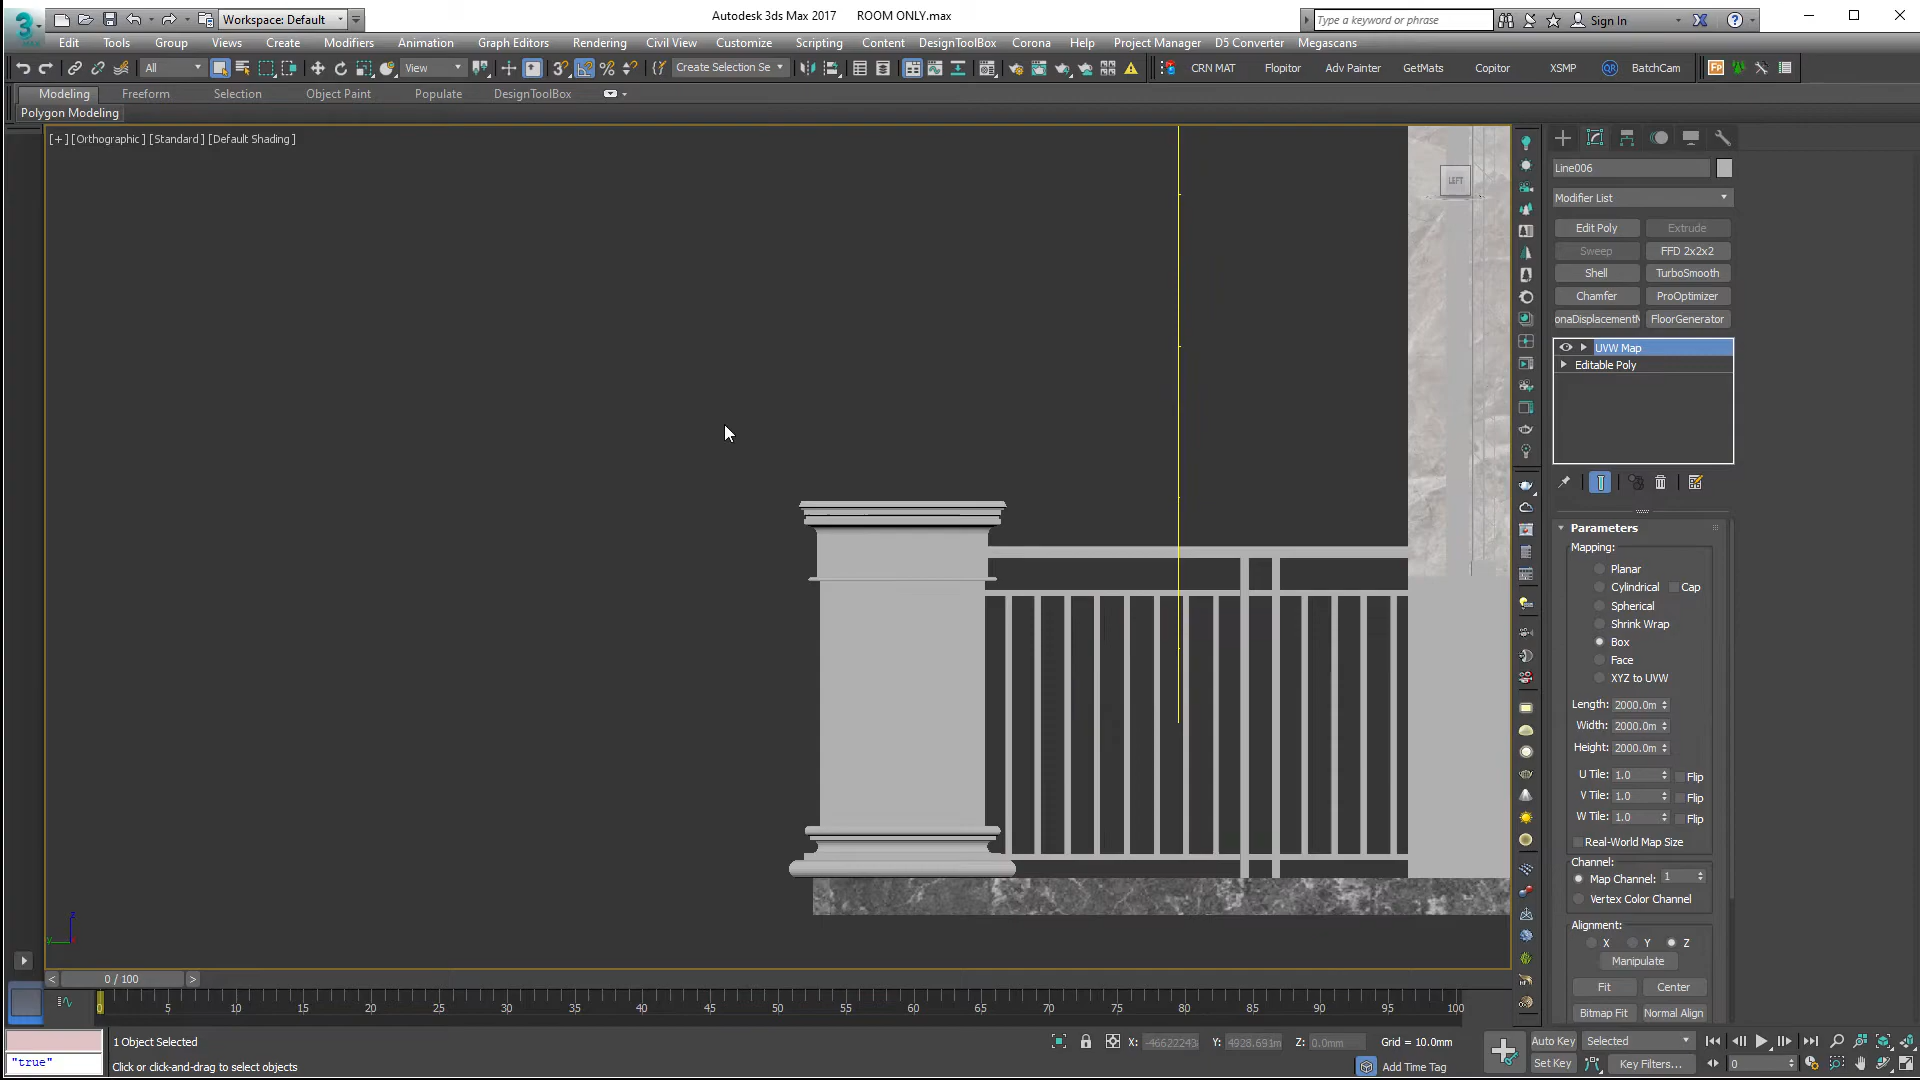 Workspace: Default
Autodesk 3ds Max 2017 ROOM ONLY.max
Type a keyword or phrase
Sign In
Edit Tools Group Views Create Modifiers Animation Graph Editors Rendering Civil View Customize Scripting Content DesignToolBox Corona Help Project Manager D5 Converter Megascans
All View Create Selection Se CRN MAT Flopitor Adv Painter GetMats Copitor XSMP BatchCam
Modeling Freeform Selection Object Paint Populate DesignToolBox
Polygon Modeling
[+] [Orthographic] [Standard] [Default Shading]
LEFT
Line006
Modifier List
Edit Poly Extrude
Sweep FFD 2x2x2
Shell TurboSmooth
Chamfer ProOptimizer
onaDisplacementM FloorGenerator
UVW Map
Editable Poly
Parameters
Mapping:
Planar
Cylindrical Cap
Spherical
Shrink Wrap
Box
Face
XYZ to UVW
Length: 2000.0m
Width: 2000.0m
Height: 2000.0m
U Tile: 1.0 Flip
V Tile: 1.0 Flip
W Tile: 1.0 Flip
Real-World Map Size
Channel:
Map Channel: 1
Vertex Color Channel
Alignment:
X Y Z
Manipulate
Fit Center
Bitmap Fit Normal Align
z
y
< 0 / 100 >
0 5 10 15 20 25 30 35 40 45 50 55 60 65 70 75 80 85 90 95 100
1 Object Selected
X: -46622243 Y: 4928.691m Z: 0.0mm Grid = 10.0mm
Auto Key Selected
"true"
Click or click-and-drag to select objects
Add Time Tag
Set Key Key Filters... 0